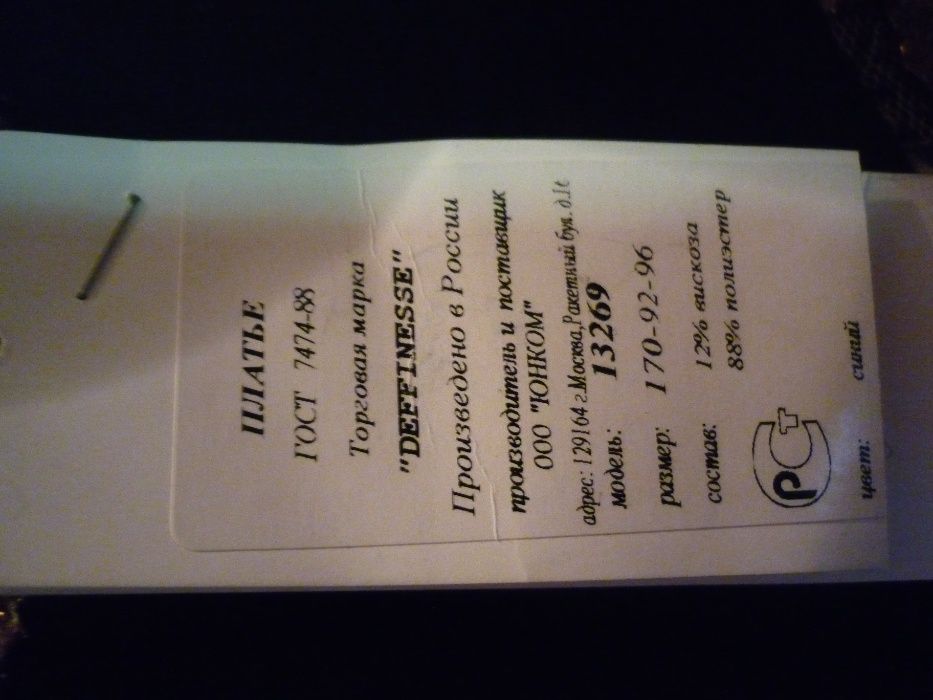 ПЛАТЬЕ
ГОСТ 7474-88
Торговая марка
"DEFFINESSE"
Произведено в России
производитель и поставщик
ООО "ЮНКОМ"
адрес: 129164 г.Москва,Ракетный бул. д.16
модель: 13269
размер: 170-92-96
состав: 12% вискоза
88% полиэстер
РСТ
цвет: синий